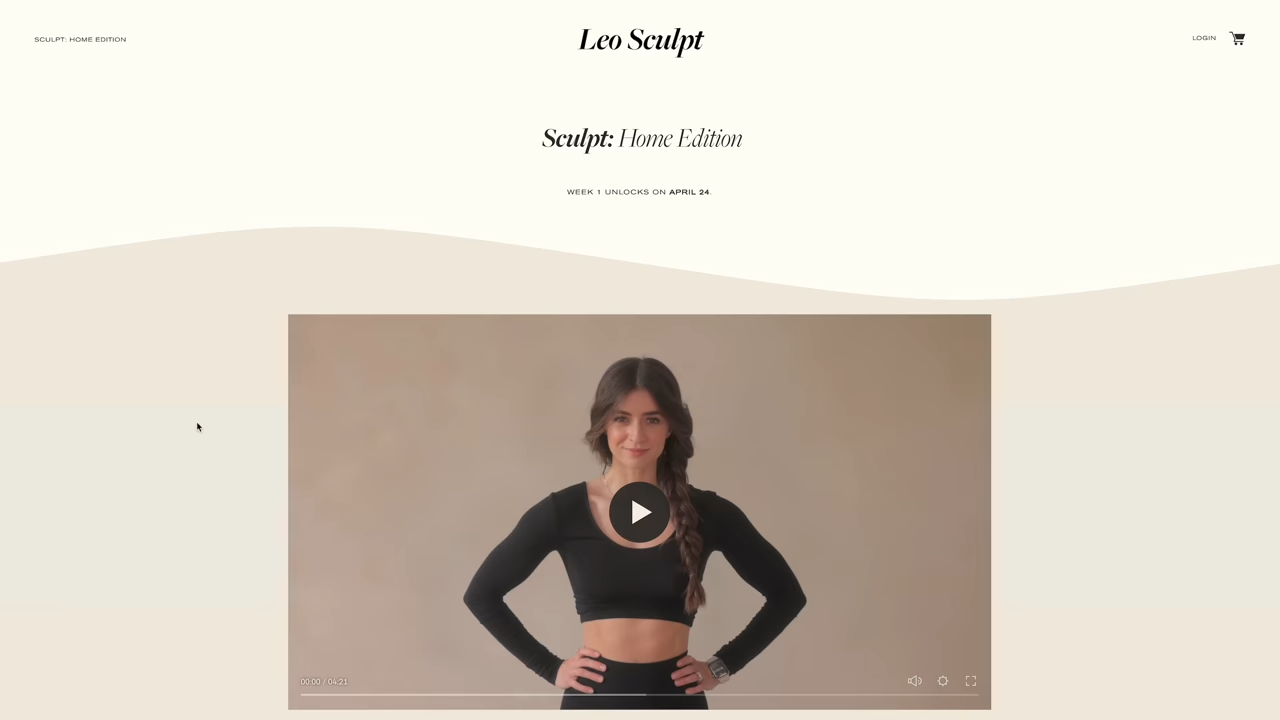 SCULPT: HOME EDITION
Leo Sculpt
LOGIN
Sculpt: Home Edition
WEEK 1 UNLOCKS ON APRIL 24.
00:00 / 04:21